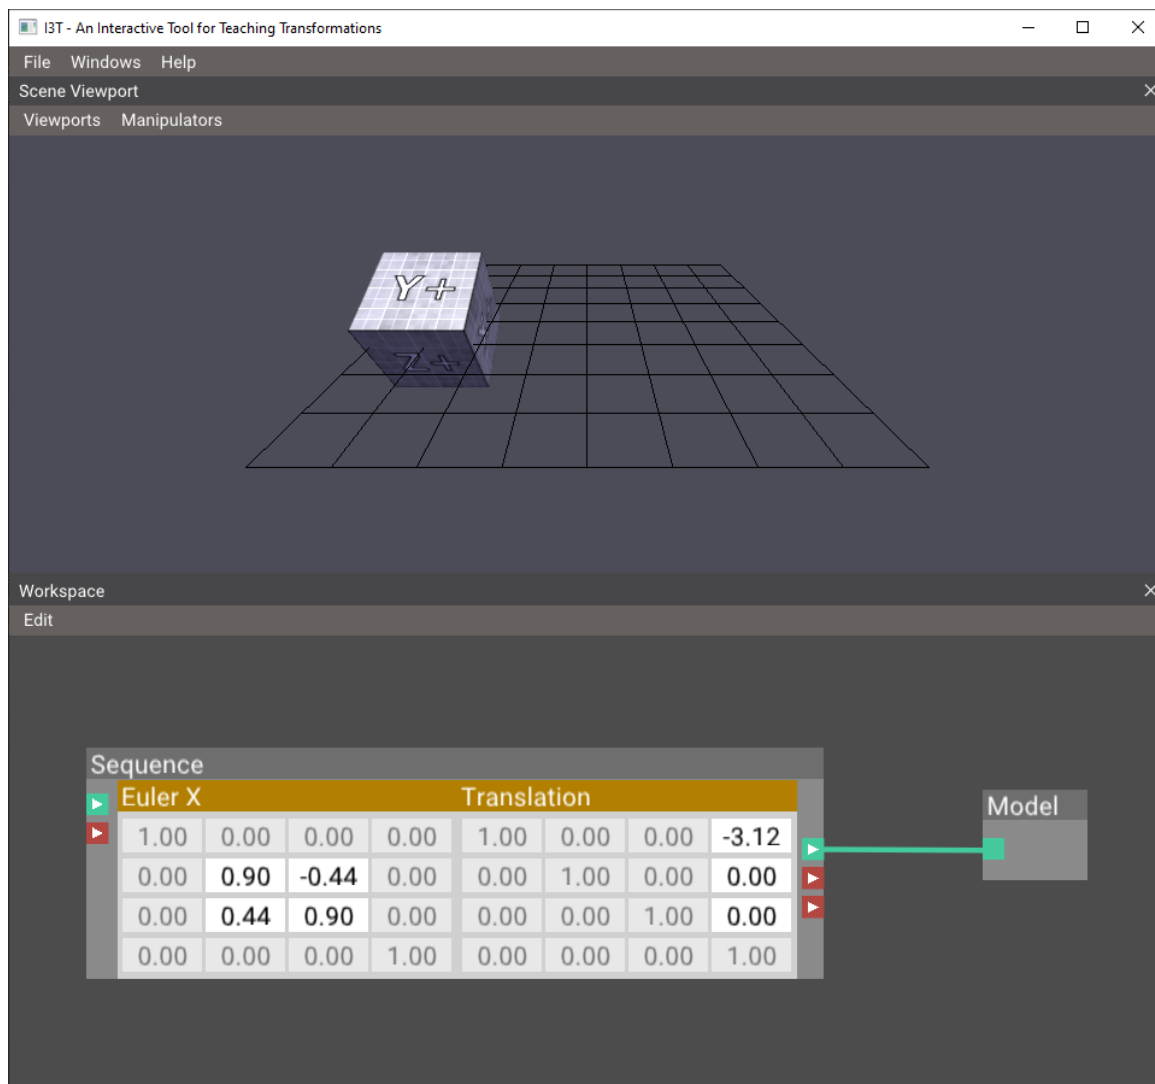 I3T - An Interactive Tool for Teaching Transformations
File Windows Help
Scene Viewport
Viewports Manipulators
Y+
Z+
Workspace
Edit
Sequence
Euler X Translation
1.00 0.00 0.00 0.00 1.00 0.00 0.00 -3.12
0.00 0.90 -0.44 0.00 0.00 1.00 0.00 0.00
0.00 0.44 0.90 0.00 0.00 0.00 1.00 0.00
0.00 0.00 0.00 1.00 0.00 0.00 0.00 1.00
Model